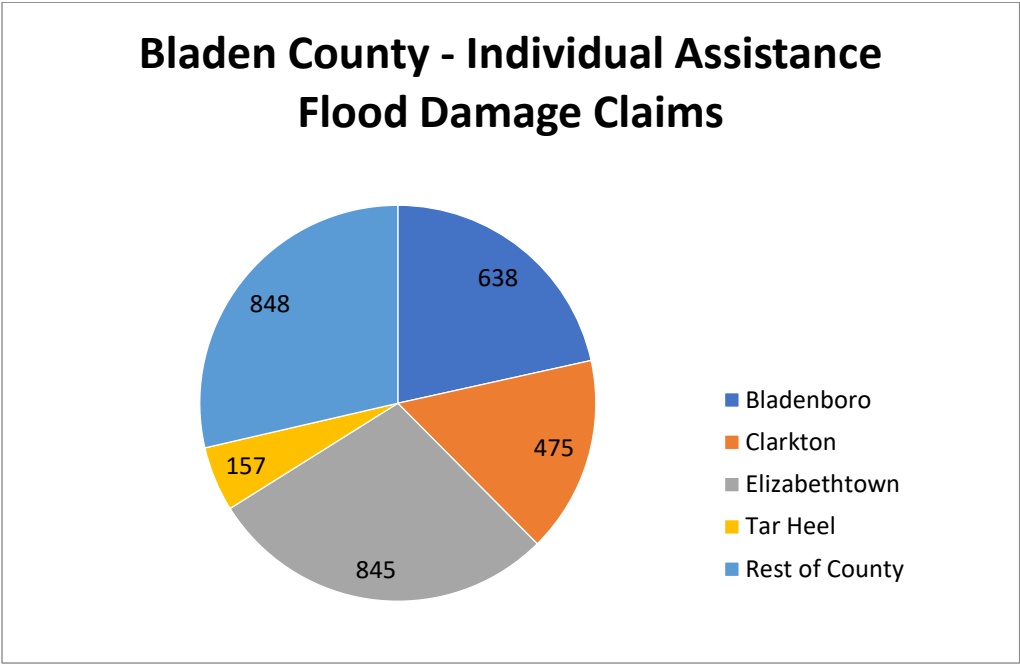 Bladen County - Individual Assistance
Flood Damage Claims
638
848
475
157
845
Bladenboro
Clarkton
Elizabethtown
Tar Heel
Rest of County